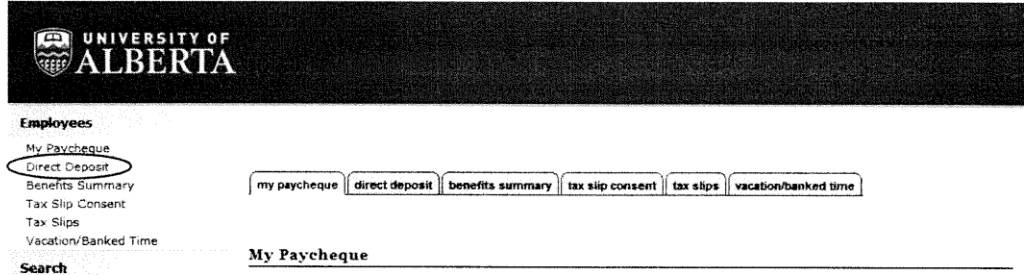 UNIVERSITY OF
ALBERTA
Employees
My Paycheque
Direct Deposit
Benefits Summary
Tax Slip Consent
Tax Slips
Vacation/Banked Time
Search
my paycheque direct deposit benefits summary tax slip consent tax slips vacation/banked time
My Paycheque